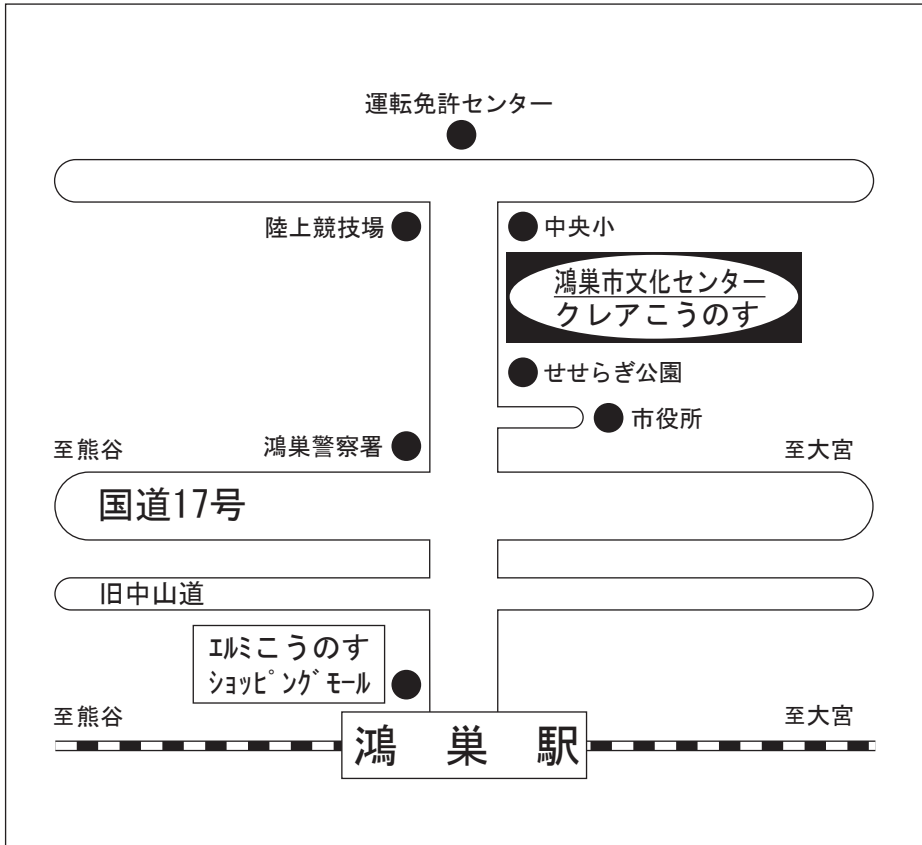 運転免許センター
陸上競技場
中央小
鴻巣市文化センター
クレアこうのす
せせらぎ公園
市役所
至熊谷
鴻巣警察署
至大宮
国道17号
旧中山道
ｴﾙﾐこうのす
ｼｮｯﾋﾟﾝｸﾞﾓｰﾙ
至熊谷
至大宮
鴻巣駅